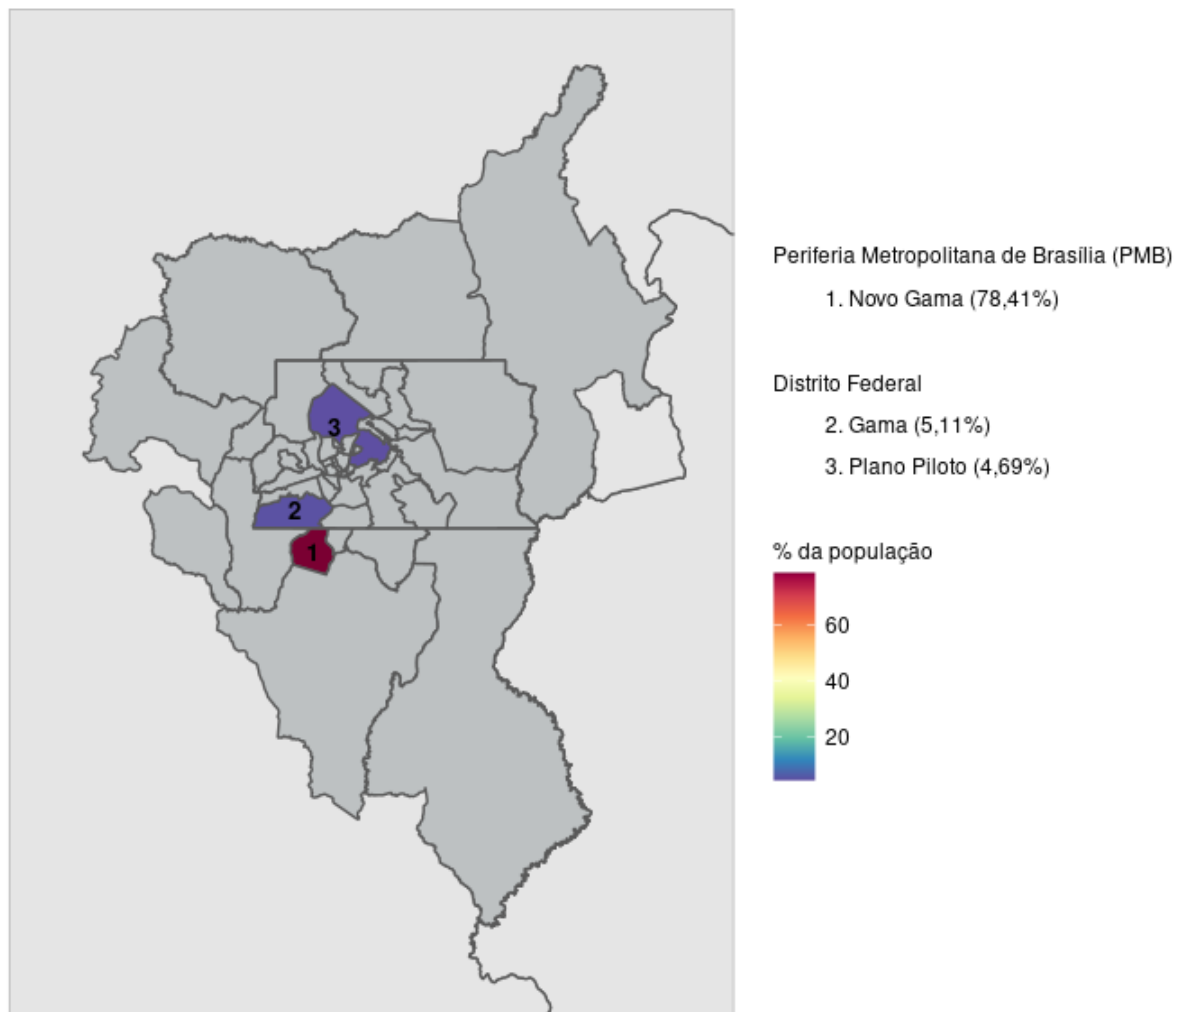 3
2
1
Periferia Metropolitana de Brasília (PMB)
1. Novo Gama (78,41%)
Distrito Federal
2. Gama (5,11%)
3. Plano Piloto (4,69%)
% da população
60
40
20